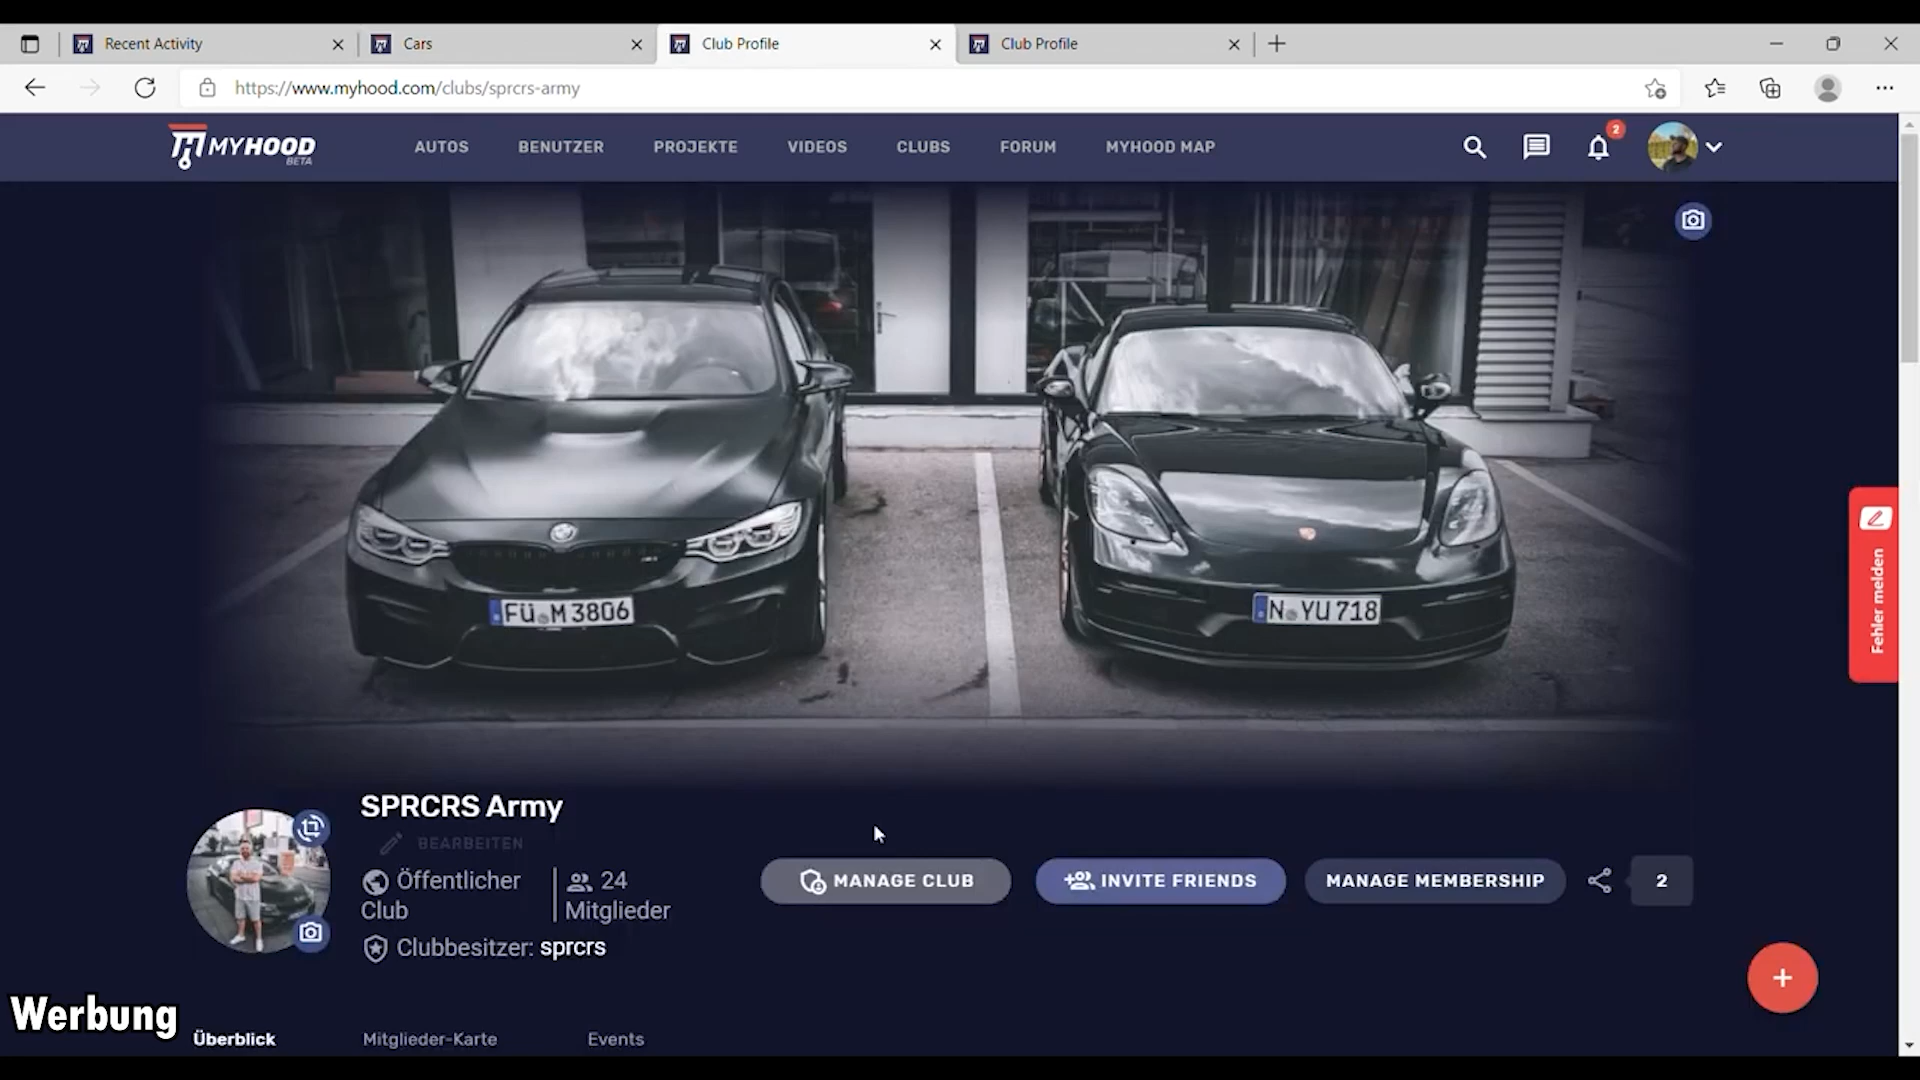 Recent Activity
Cars
Club Profile
Club Profile
https://www.myhood.com/clubs/sprcrs-army
MYHOOD
BETA
AUTOS
BENUTZER
PROJEKTE
VIDEOS
CLUBS
FORUM
MYHOOD MAP
2
FÜ M 3806
N YU 718
Fehler melden
SPRCRS Army
BEARBEITEN
Öffentlicher
Club
24
Mitglieder
Clubbesitzer: sprcrs
MANAGE CLUB
INVITE FRIENDS
MANAGE MEMBERSHIP
2
Werbung
Überblick
Mitglieder-Karte
Events